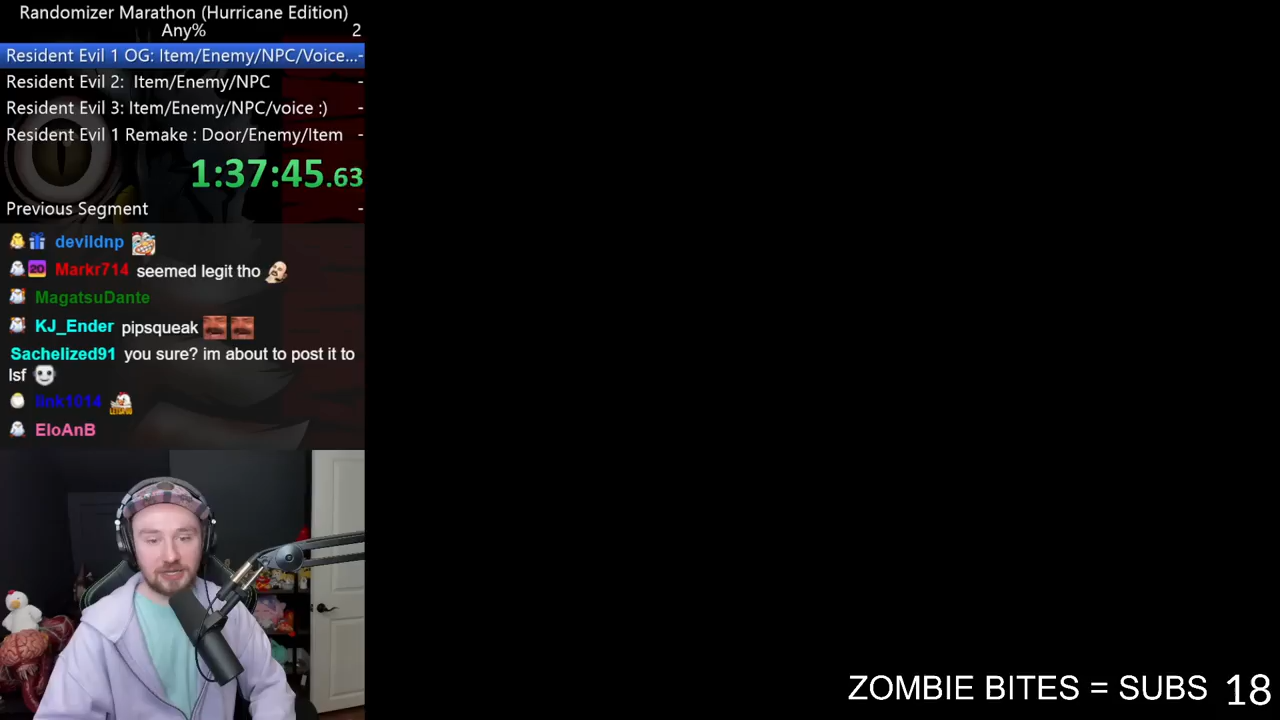 Randomizer Marathon (Hurricane Edition)
Any% 2
Resident Evil 1 OG: Item/Enemy/NPC/Voice... -
Resident Evil 2: Item/Enemy/NPC -
Resident Evil 3: Item/Enemy/NPC/voice :) -
Resident Evil 1 Remake : Door/Enemy/Item -
1:37:45.63
Previous Segment -
devildnp
20 Markr714 seemed legit tho
MagatsuDante
KJ_Ender pipsqueak
Sachelized91 you sure? im about to post it to
lsf
link1014
EloAnB
ZOMBIE BITES = SUBS 18